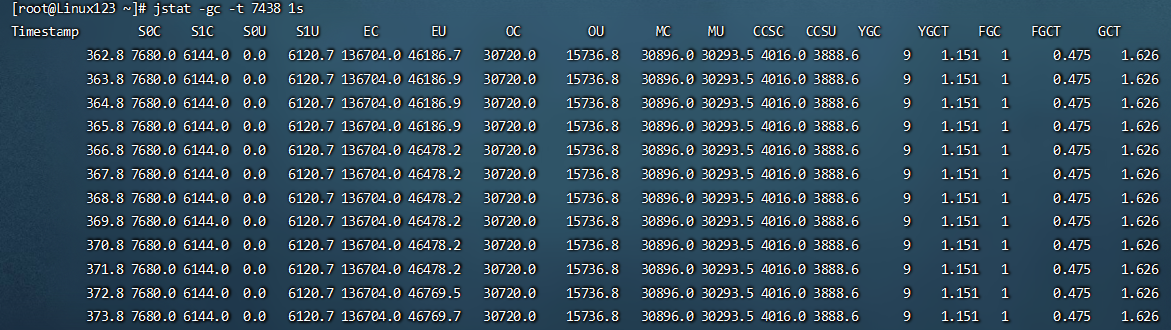 [root@Linux123 ~]# jstat -gc -t 7438 1s
Timestamp S0C S1C S0U S1U EC EU OC OU MC MU CCSC CCSU YGC YGCT FGC FGCT GCT
362.8 7680.0 6144.0 0.0 6120.7 136704.0 46186.7 30720.0 15736.8 30896.0 30293.5 4016.0 3888.6 9 1.151 1 0.475 1.626
363.8 7680.0 6144.0 0.0 6120.7 136704.0 46186.9 30720.0 15736.8 30896.0 30293.5 4016.0 3888.6 9 1.151 1 0.475 1.626
364.8 7680.0 6144.0 0.0 6120.7 136704.0 46186.9 30720.0 15736.8 30896.0 30293.5 4016.0 3888.6 9 1.151 1 0.475 1.626
365.8 7680.0 6144.0 0.0 6120.7 136704.0 46186.9 30720.0 15736.8 30896.0 30293.5 4016.0 3888.6 9 1.151 1 0.475 1.626
366.8 7680.0 6144.0 0.0 6120.7 136704.0 46478.2 30720.0 15736.8 30896.0 30293.5 4016.0 3888.6 9 1.151 1 0.475 1.626
367.8 7680.0 6144.0 0.0 6120.7 136704.0 46478.2 30720.0 15736.8 30896.0 30293.5 4016.0 3888.6 9 1.151 1 0.475 1.626
368.8 7680.0 6144.0 0.0 6120.7 136704.0 46478.2 30720.0 15736.8 30896.0 30293.5 4016.0 3888.6 9 1.151 1 0.475 1.626
369.8 7680.0 6144.0 0.0 6120.7 136704.0 46478.2 30720.0 15736.8 30896.0 30293.5 4016.0 3888.6 9 1.151 1 0.475 1.626
370.8 7680.0 6144.0 0.0 6120.7 136704.0 46478.2 30720.0 15736.8 30896.0 30293.5 4016.0 3888.6 9 1.151 1 0.475 1.626
371.8 7680.0 6144.0 0.0 6120.7 136704.0 46478.2 30720.0 15736.8 30896.0 30293.5 4016.0 3888.6 9 1.151 1 0.475 1.626
372.8 7680.0 6144.0 0.0 6120.7 136704.0 46769.5 30720.0 15736.8 30896.0 30293.5 4016.0 3888.6 9 1.151 1 0.475 1.626
373.8 7680.0 6144.0 0.0 6120.7 136704.0 46769.7 30720.0 15736.8 30896.0 30293.5 4016.0 3888.6 9 1.151 1 0.475 1.626